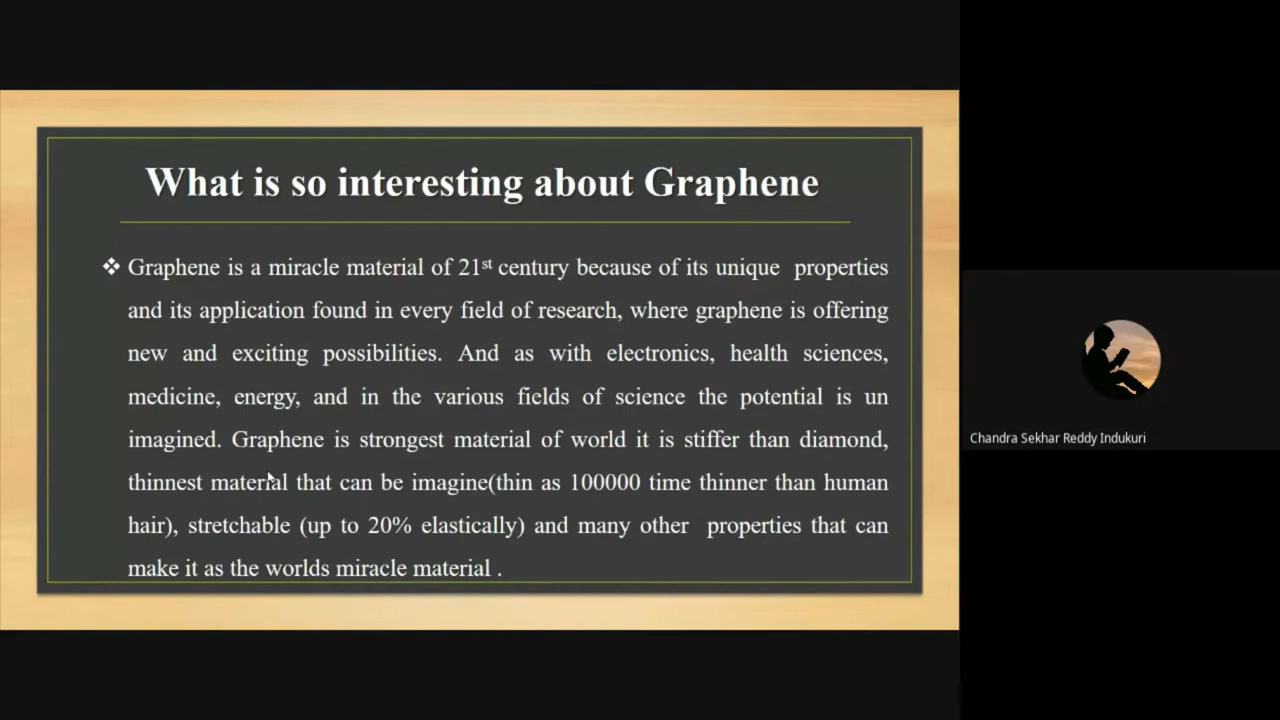 What is so interesting about Graphene
❖ Graphene is a miracle material of 21st century because of its unique properties
and its application found in every field of research, where graphene is offering
new and exciting possibilities. And as with electronics, health sciences,
medicine, energy, and in the various fields of science the potential is un
imagined. Graphene is strongest material of world it is stiffer than diamond,
thinnest material that can be imagine(thin as 100000 time thinner than human
hair), stretchable (up to 20% elastically) and many other properties that can
make it as the worlds miracle material .
Chandra Sekhar Reddy Indukuri